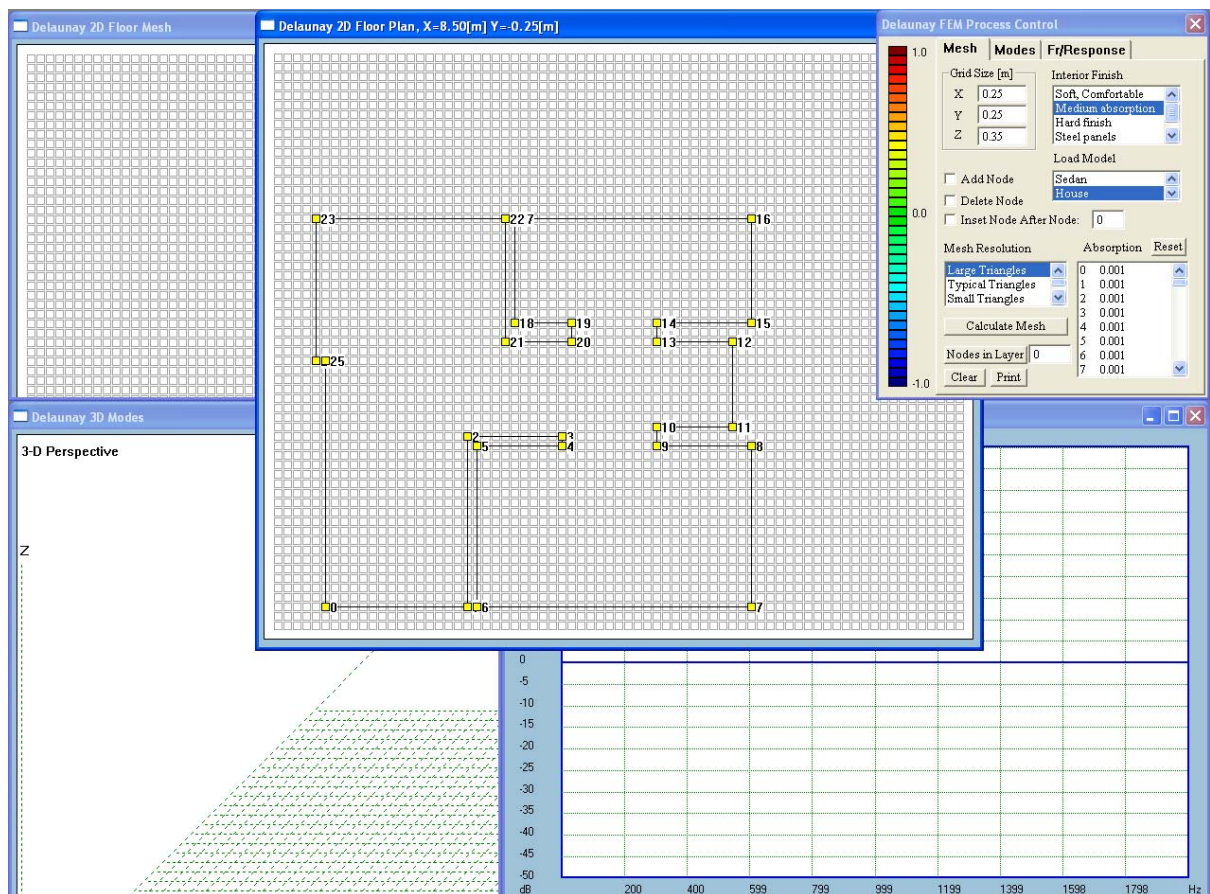 Delaunay 2D Floor Mesh
Delaunay 2D Floor Plan, X=8.50[m] Y=-0.25[m]
23
22
7
16
18
19
14
15
21
20
13
12
25
2
3
10
11
5
4
9
8
0
6
7
Delaunay FEM Process Control
Mesh
Modes
Fr/Response
1.0
0.0
-1.0
Grid Size [m]
X 0.25
Y 0.25
Z 0.35
Interior Finish
Soft, Comfortable
Medium absorption
Hard finish
Steel panels
Load Model
Sedan
House
Add Node
Delete Node
Inset Node After Node: 0
Mesh Resolution
Large Triangles
Typical Triangles
Small Triangles
Absorption Reset
0 0.001
1 0.001
2 0.001
3 0.001
4 0.001
5 0.001
6 0.001
7 0.001
Calculate Mesh
Nodes in Layer 0
Clear Print
Delaunay 3D Modes
3-D Perspective
Z
0
-5
-10
-15
-20
-25
-30
-35
-40
-45
-50
dB 200 400 599 799 999 1199 1399 1598 1798 Hz